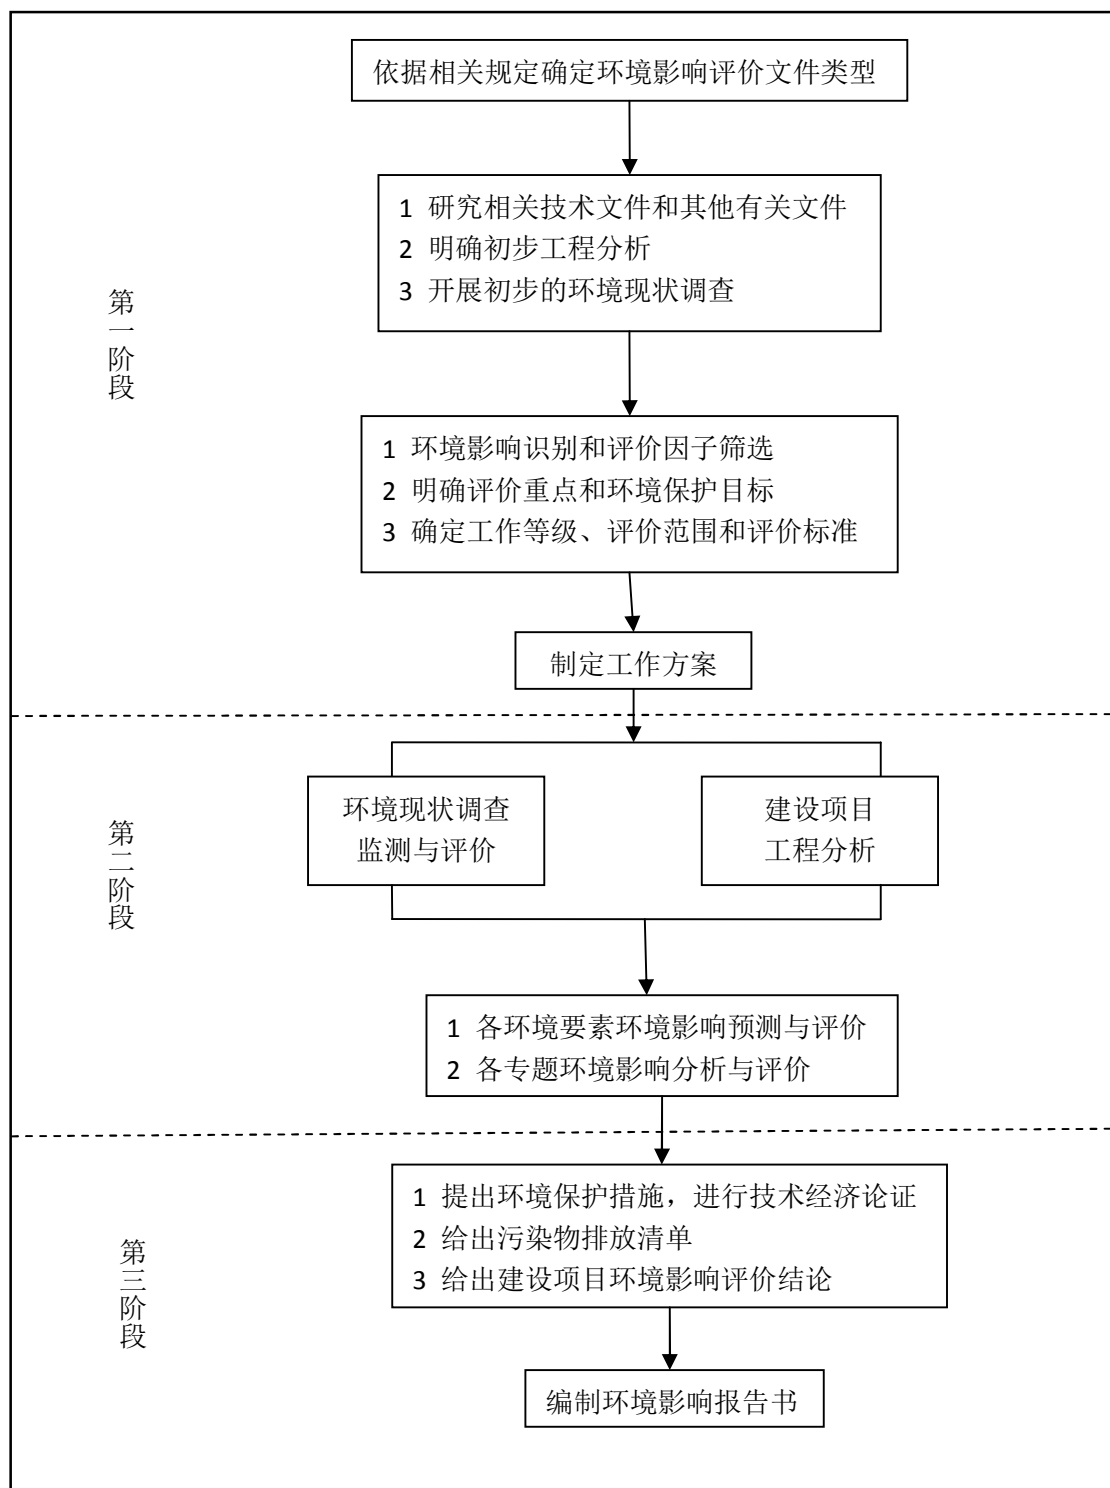 依据相关规定确定环境影响评价文件类型
1 研究相关技术文件和其他有关文件
2 明确初步工程分析
3 开展初步的环境现状调查
第一阶段
1 环境影响识别和评价因子筛选
2 明确评价重点和环境保护目标
3 确定工作等级、评价范围和评价标准
制定工作方案
环境现状调查
监测与评价
建设项目
工程分析
第二阶段
1 各环境要素环境影响预测与评价
2 各专题环境影响分析与评价
1 提出环境保护措施，进行技术经济论证
2 给出污染物排放清单
3 给出建设项目环境影响评价结论
第三阶段
编制环境影响报告书